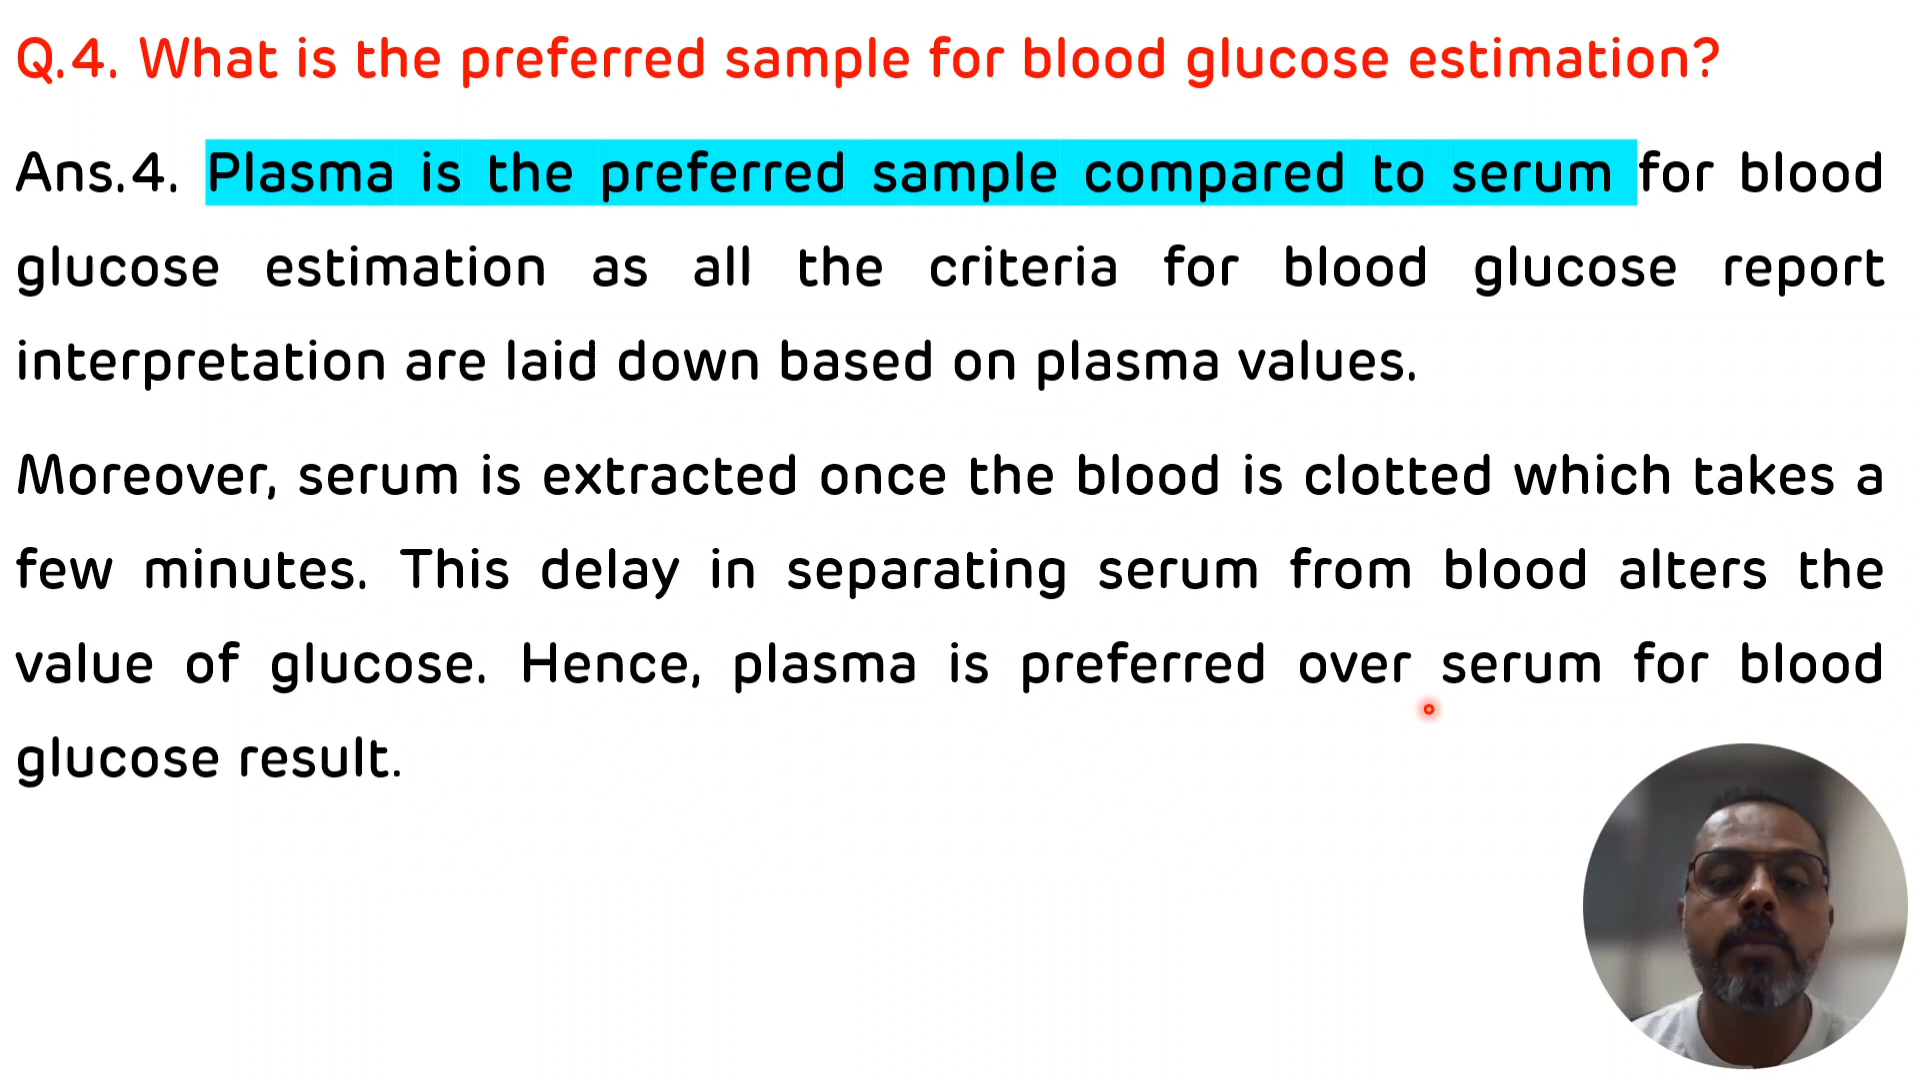 Q.4. What is the preferred sample for blood glucose estimation?
Ans.4. Plasma is the preferred sample compared to serum for blood
glucose estimation as all the criteria for blood glucose report
interpretation are laid down based on plasma values.
Moreover, serum is extracted once the blood is clotted which takes a
few minutes. This delay in separating serum from blood alters the
value of glucose. Hence, plasma is preferred over serum for blood
glucose result.